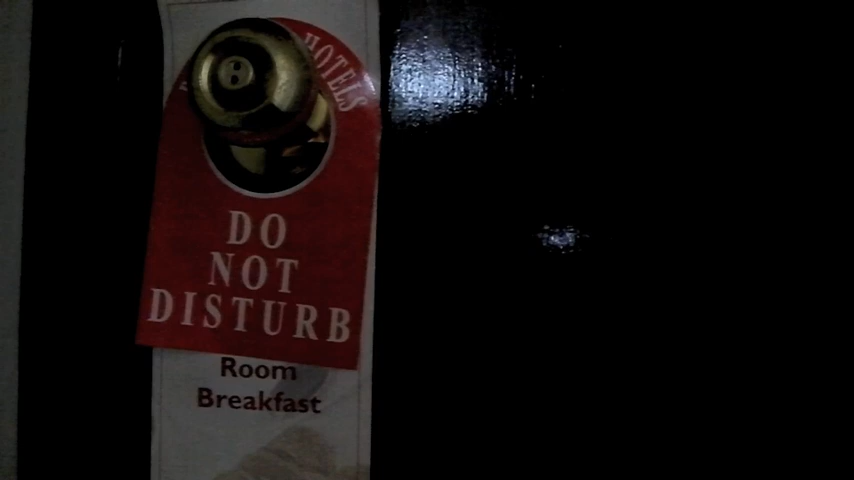 HOTELS
DO
NOT
DISTURB
Room
Breakfast